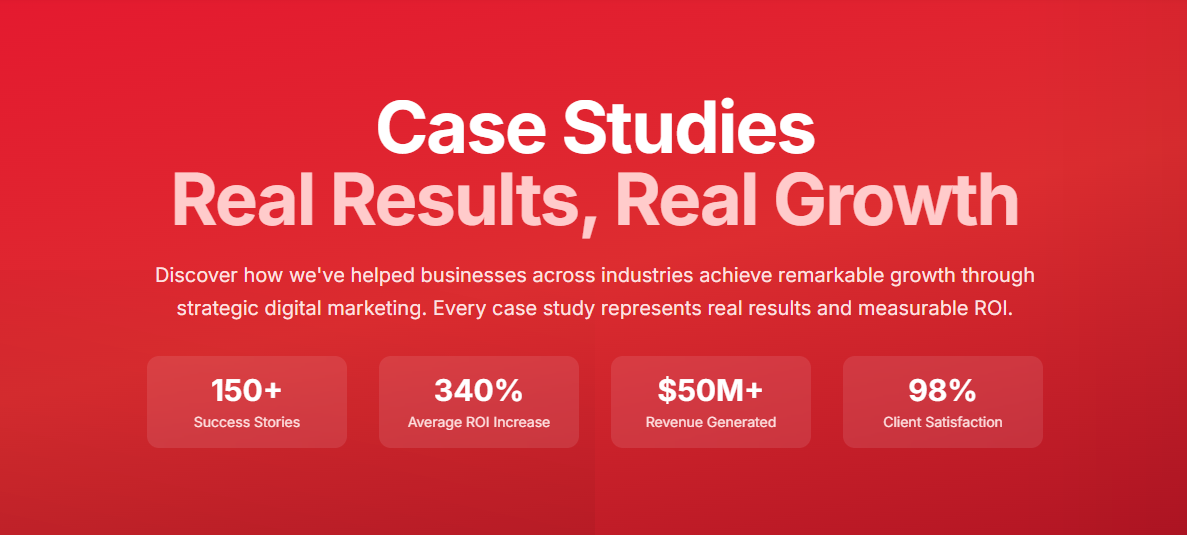 Case Studies
Real Results, Real Growth
Discover how we've helped businesses across industries achieve remarkable growth through
strategic digital marketing. Every case study represents real results and measurable ROI.
150+
Success Stories
340%
Average ROI Increase
$50M+
Revenue Generated
98%
Client Satisfaction